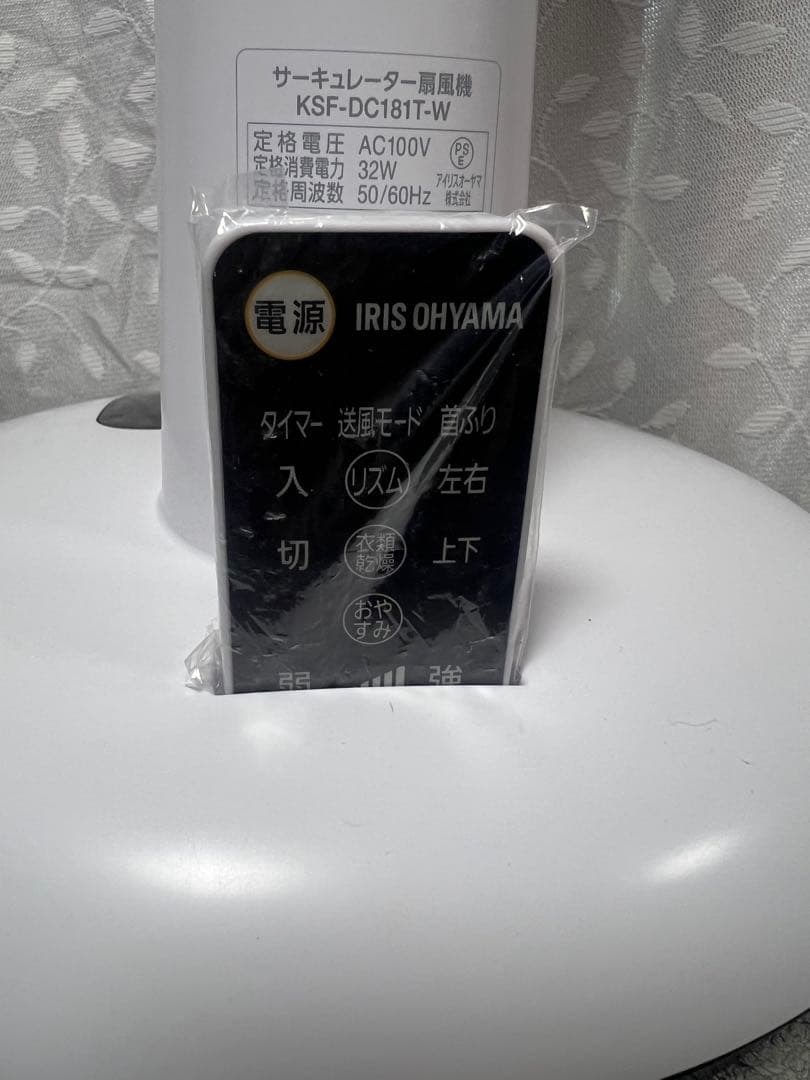 サーキュレーター扇風機
KSF-DC181T-W
定格電圧 AC100V
定格消費電力 32W
定格周波数 50/60Hz
PS
E
アイリスオーヤマ
株式会社
電源 IRIS OHYAMA
タイマー 送風モード 首ふり
入 リズム 左右
切 衣類乾燥 上下
おやすみ
弱 強